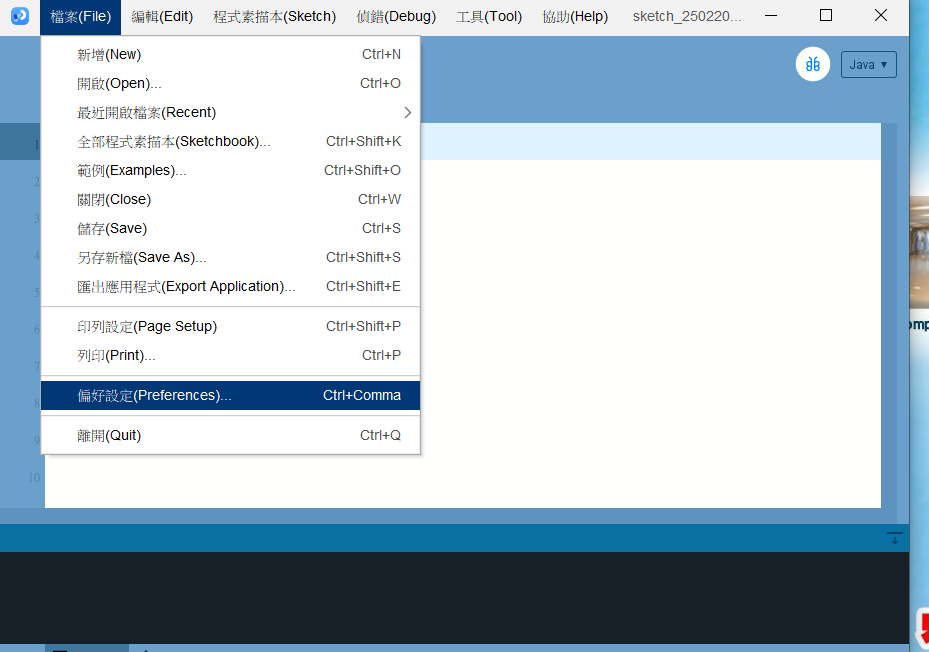 檔案(File) 編輯(Edit) 程式素描本(Sketch) 偵錯(Debug) 工具(Tool) 協助(Help) sketch_250220...
新增(New) Ctrl+N
開啟(Open)... Ctrl+O
Java
最近開啟檔案(Recent)
全部程式素描本(Sketchbook)... Ctrl+Shift+K
1
範例(Examples)... Ctrl+Shift+O
2
關閉(Close) Ctrl+W
3
儲存(Save) Ctrl+S
4
另存新檔(Save As)... Ctrl+Shift+S
5
匯出應用程式(Export Application)... Ctrl+Shift+E
6
印列設定(Page Setup) Ctrl+Shift+P
列印(Print)... Ctrl+P
7
偏好設定(Preferences)... Ctrl+Comma
8
離開(Quit) Ctrl+Q
9
10